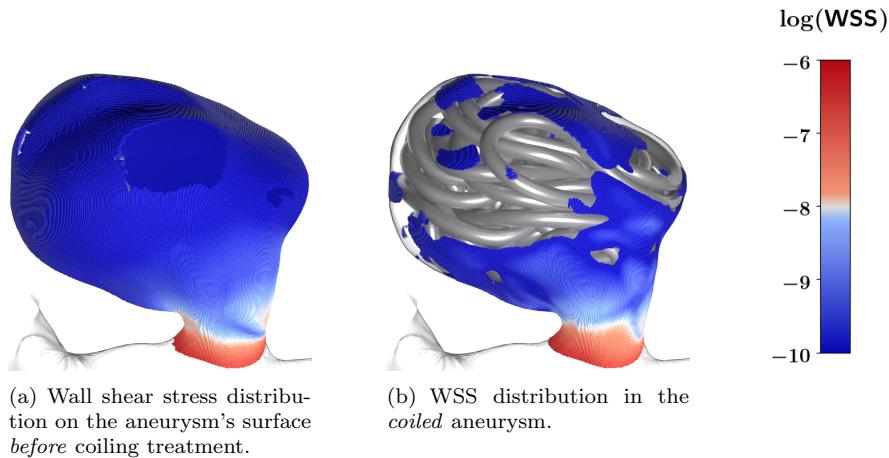 log(WSS)
−6
−7
−8
−9
−10
(a) Wall shear stress distribu-
tion on the aneurysm's surface
before coiling treatment.
(b) WSS distribution in the
coiled aneurysm.